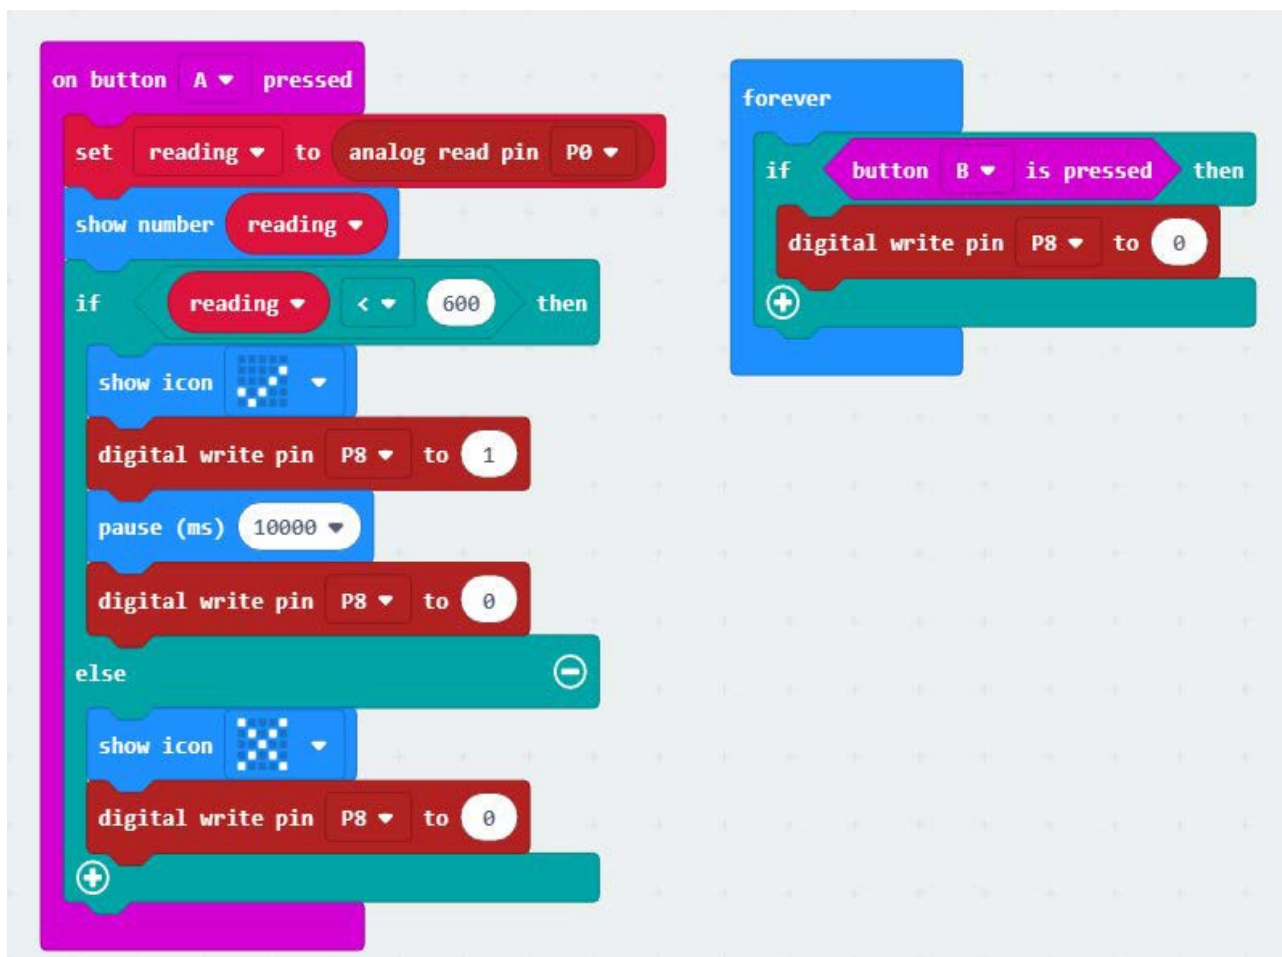 on button A pressed
set reading to analog read pin P0
show number reading
if reading < 600 then
show icon
digital write pin P8 to 1
pause (ms) 10000
digital write pin P8 to 0
else
show icon
digital write pin P8 to 0
forever
if button B is pressed then
digital write pin P8 to 0